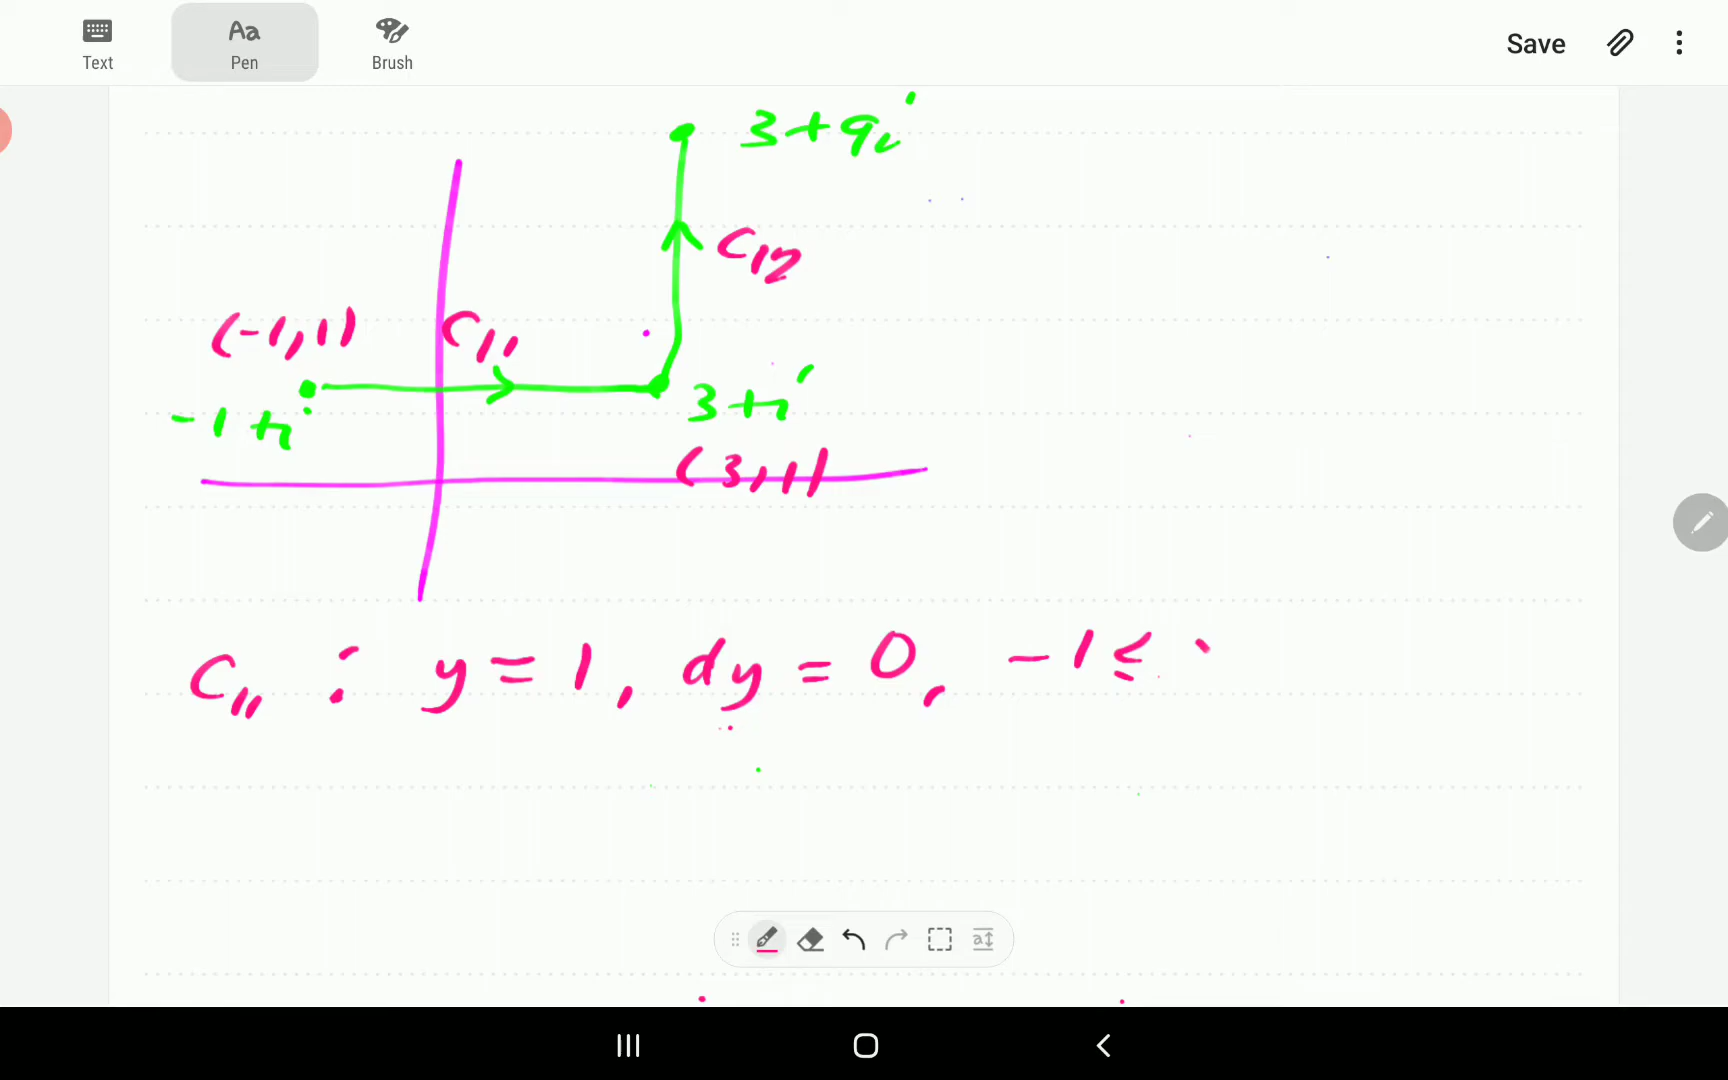 Text
Aa
Pen
Brush
Save
3+9i
C12
(-1,1)
C11
-1+i
3+i
(3,1)
C11 : y = 1, dy = 0, -1 ≤